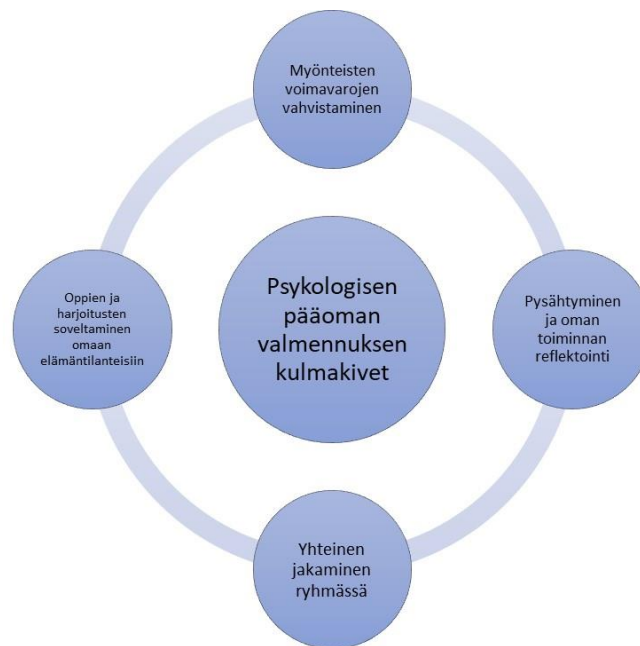 Myönteisten
voimavarojen
vahvistaminen
Oppien ja
harjoitusten
soveltaminen
omaan
elämäntilanteisiin
Psykologisen
pääoman
valmennuksen
kulmakivet
Pysähtyminen
ja oman
toiminnan
reflektointi
Yhteinen
jakaminen
ryhmässä